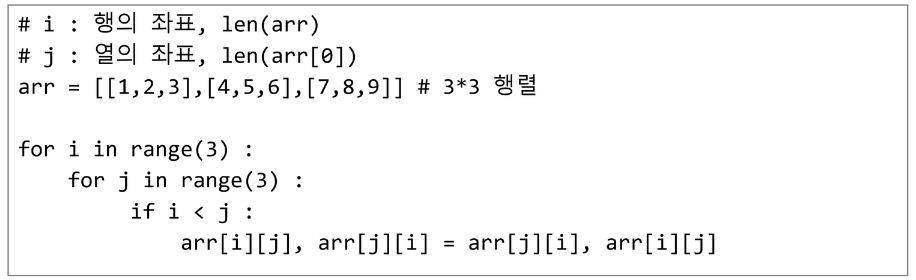 # i : 행의 좌표, len(arr)
# j : 열의 좌표, len(arr[0])
arr = [[1,2,3],[4,5,6],[7,8,9]] # 3*3 행렬

for i in range(3) :
    for j in range(3) :
         if i < j :
             arr[i][j], arr[j][i] = arr[j][i], arr[i][j]